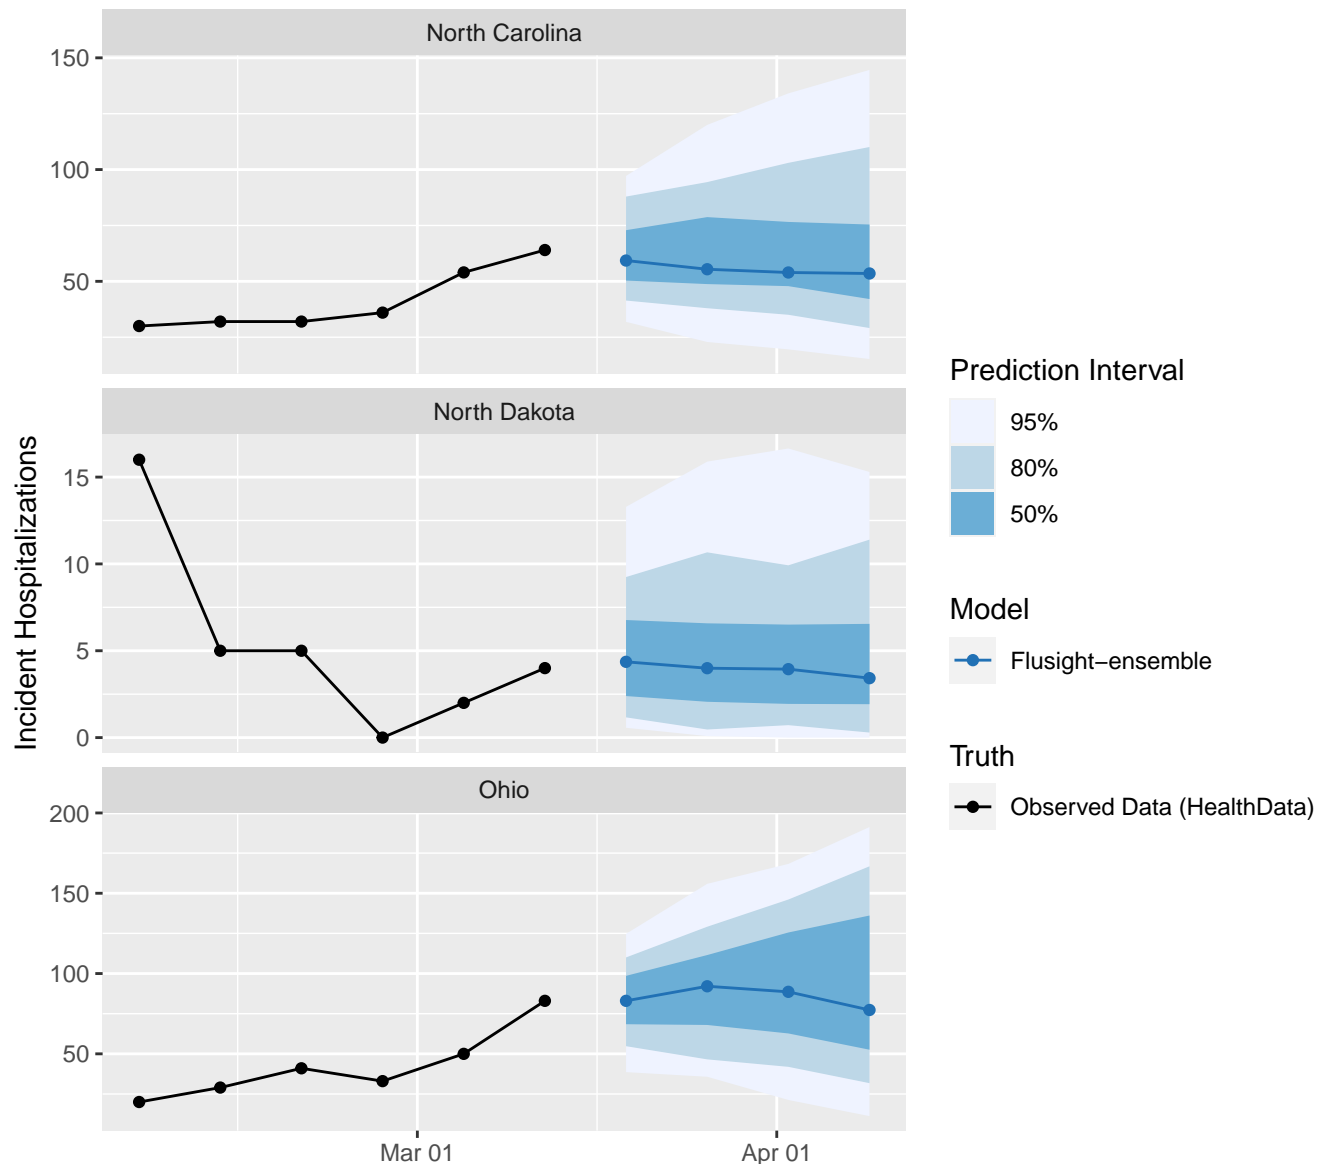 North Carolina
150
100
50
North Dakota
15
10
5
0
Ohio
200
150
100
50
Mar 01
Apr 01
Incident Hospitalizations
Prediction Interval
95%
80%
50%
Model
Flusight−ensemble
Truth
Observed Data (HealthData)